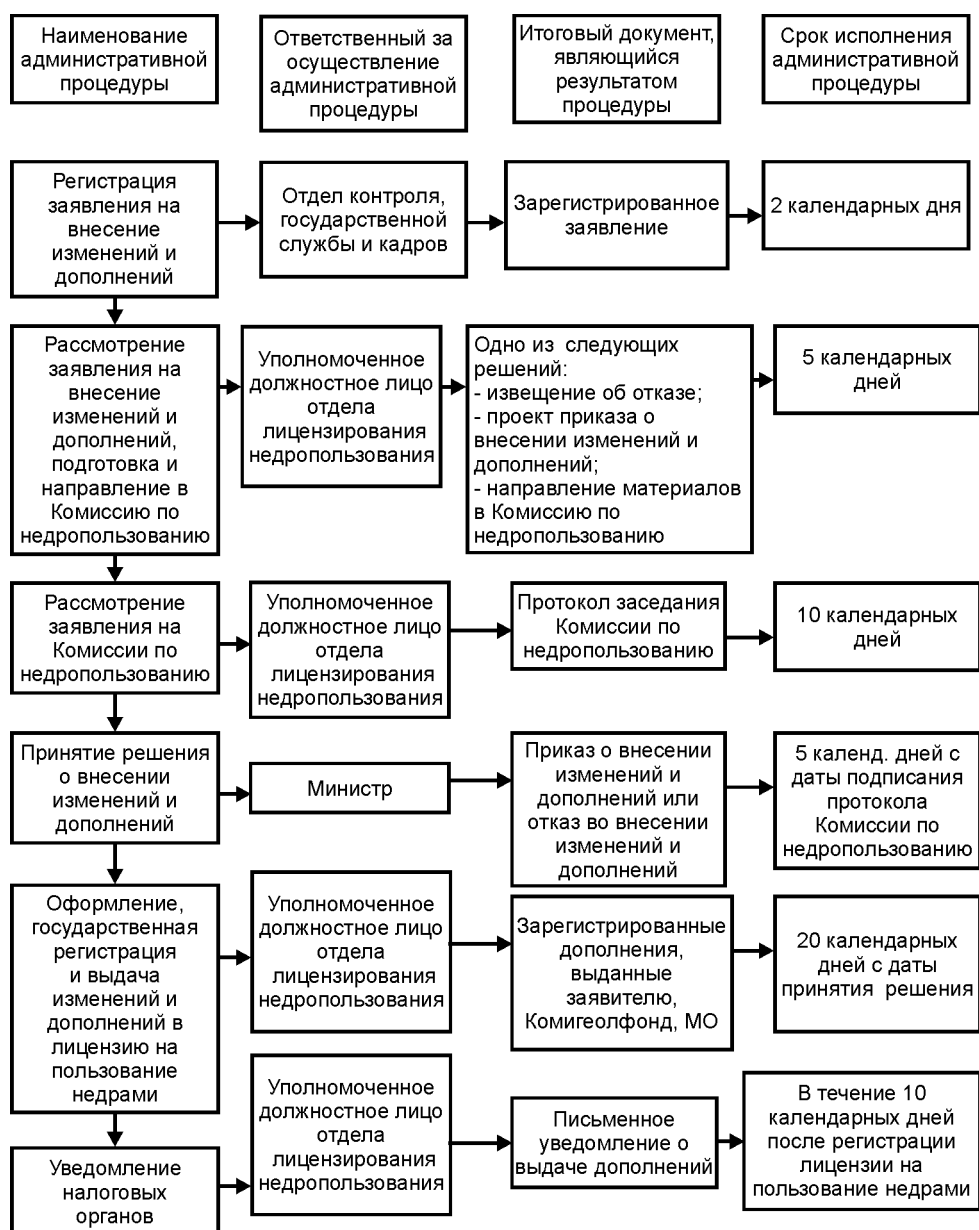 Наименование
административной
процедуры
Ответственный за
осуществление
административной
процедуры
Итоговый документ,
являющийся
результатом
процедуры
Срок исполнения
административной
процедуры
Регистрация
заявления на
внесение
изменений и
дополнений
Отдел контроля,
государственной
службы и кадров
Зарегистрированное
заявление
2 календарных дня
Рассмотрение
заявления на
внесение
изменений и
дополнений,
подготовка и
направление в
Комиссию по
недропользованию
Уполномоченное
должностное лицо
отдела
лицензирования
недропользования
Одно из следующих
решений:
- извещение об отказе;
- проект приказа о
внесении изменений и
дополнений;
- направление материалов
в Комиссию по
недропользованию
5 календарных
дней
Рассмотрение
заявления на
Комиссии по
недропользованию
Уполномоченное
должностное лицо
отдела
лицензирования
недропользования
Протокол заседания
Комиссии по
недропользованию
10 календарных
дней
Принятие решения
о внесении
изменений и
дополнений
Министр
Приказ о внесении
изменений и
дополнений или
отказ во внесении
изменений и
дополнений
5 календ. дней с
даты подписания
протокола
Комиссии по
недропользованию
Оформление,
государственная
регистрация
и выдача
изменений и
дополнений в
лицензию на
пользование
недрами
Уполномоченное
должностное лицо
отдела
лицензирования
недропользования
Зарегистрированные
дополнения,
выданные
заявителю,
Комигеолфонд, МО
20 календарных
дней с даты
принятия решения
Уведомление
налоговых
органов
Уполномоченное
должностное лицо
отдела
лицензирования
недропользования
Письменное
уведомление о
выдаче дополнений
В течение 10
календарных дней
после регистрации
лицензии на
пользование недрами